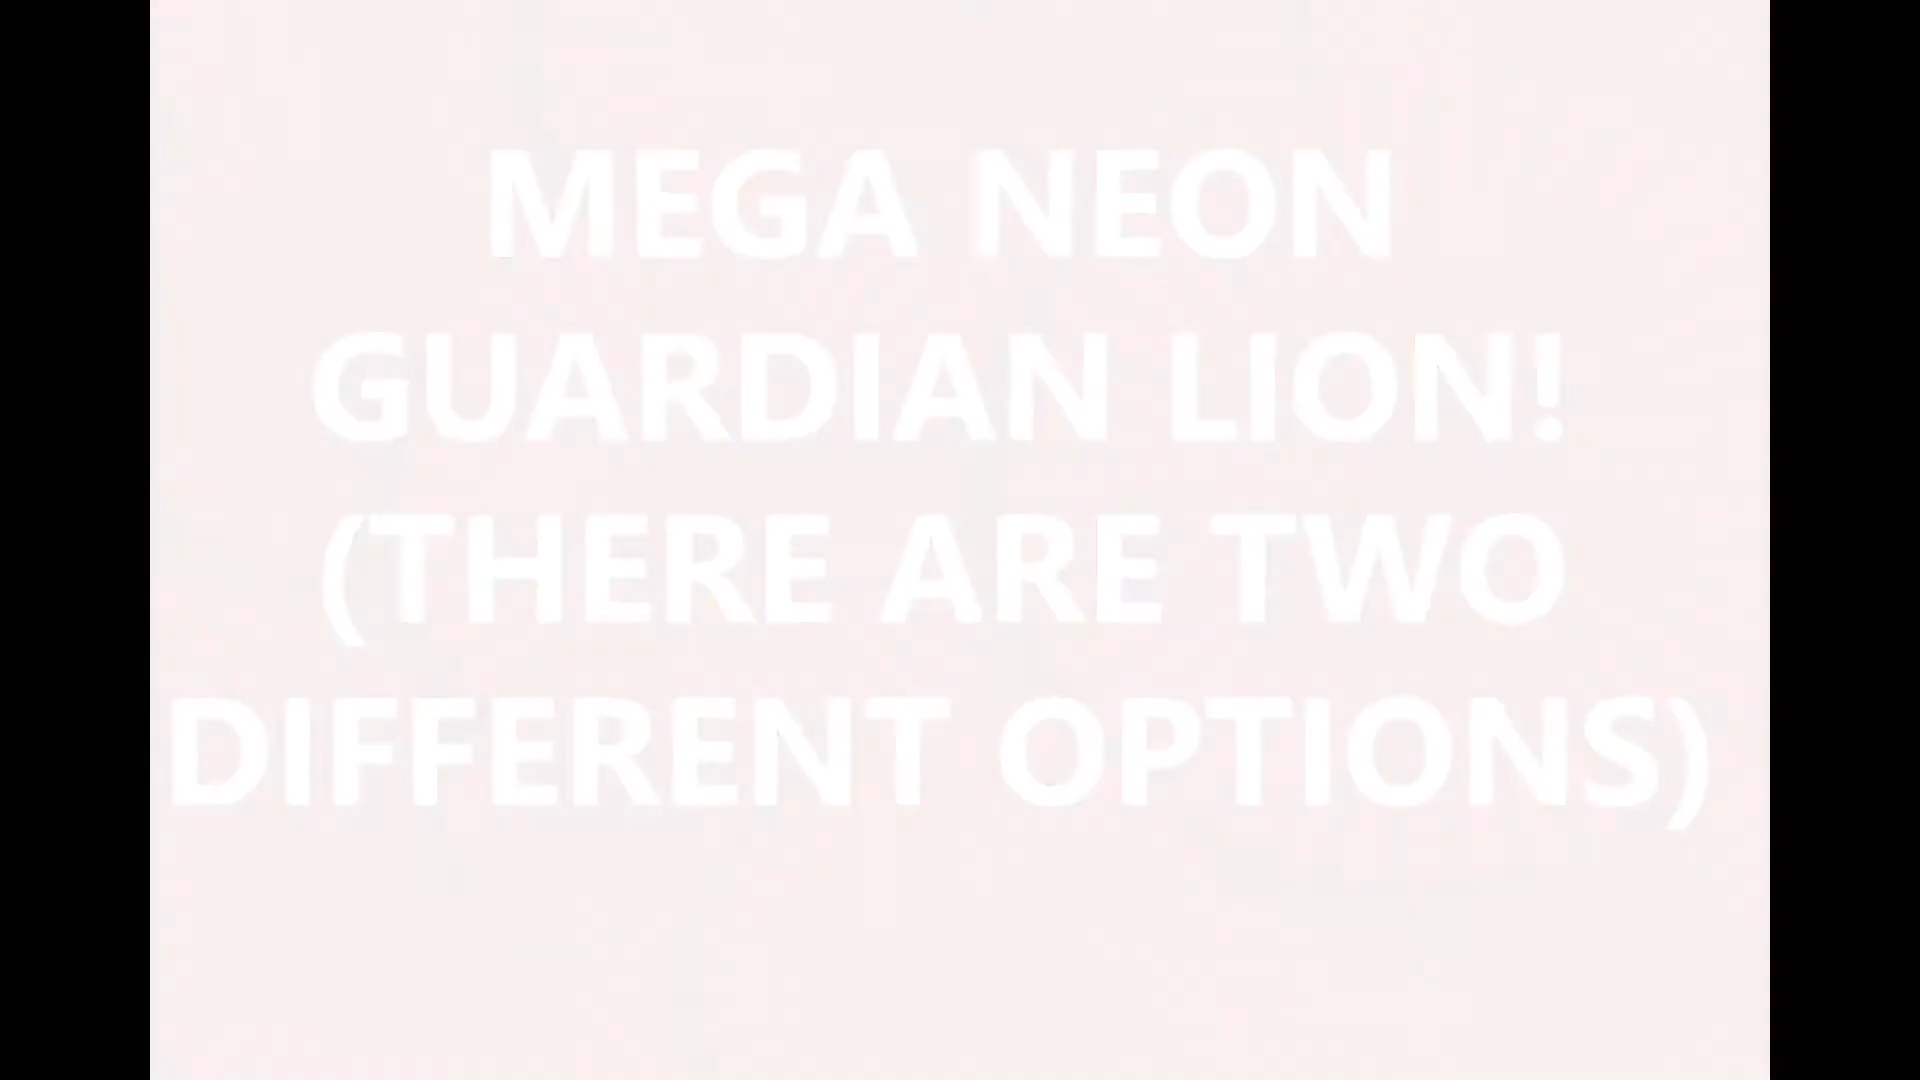 MEGA NEON
GUARDIAN LION!
(THERE ARE TWO
DIFFERENT OPTIONS)